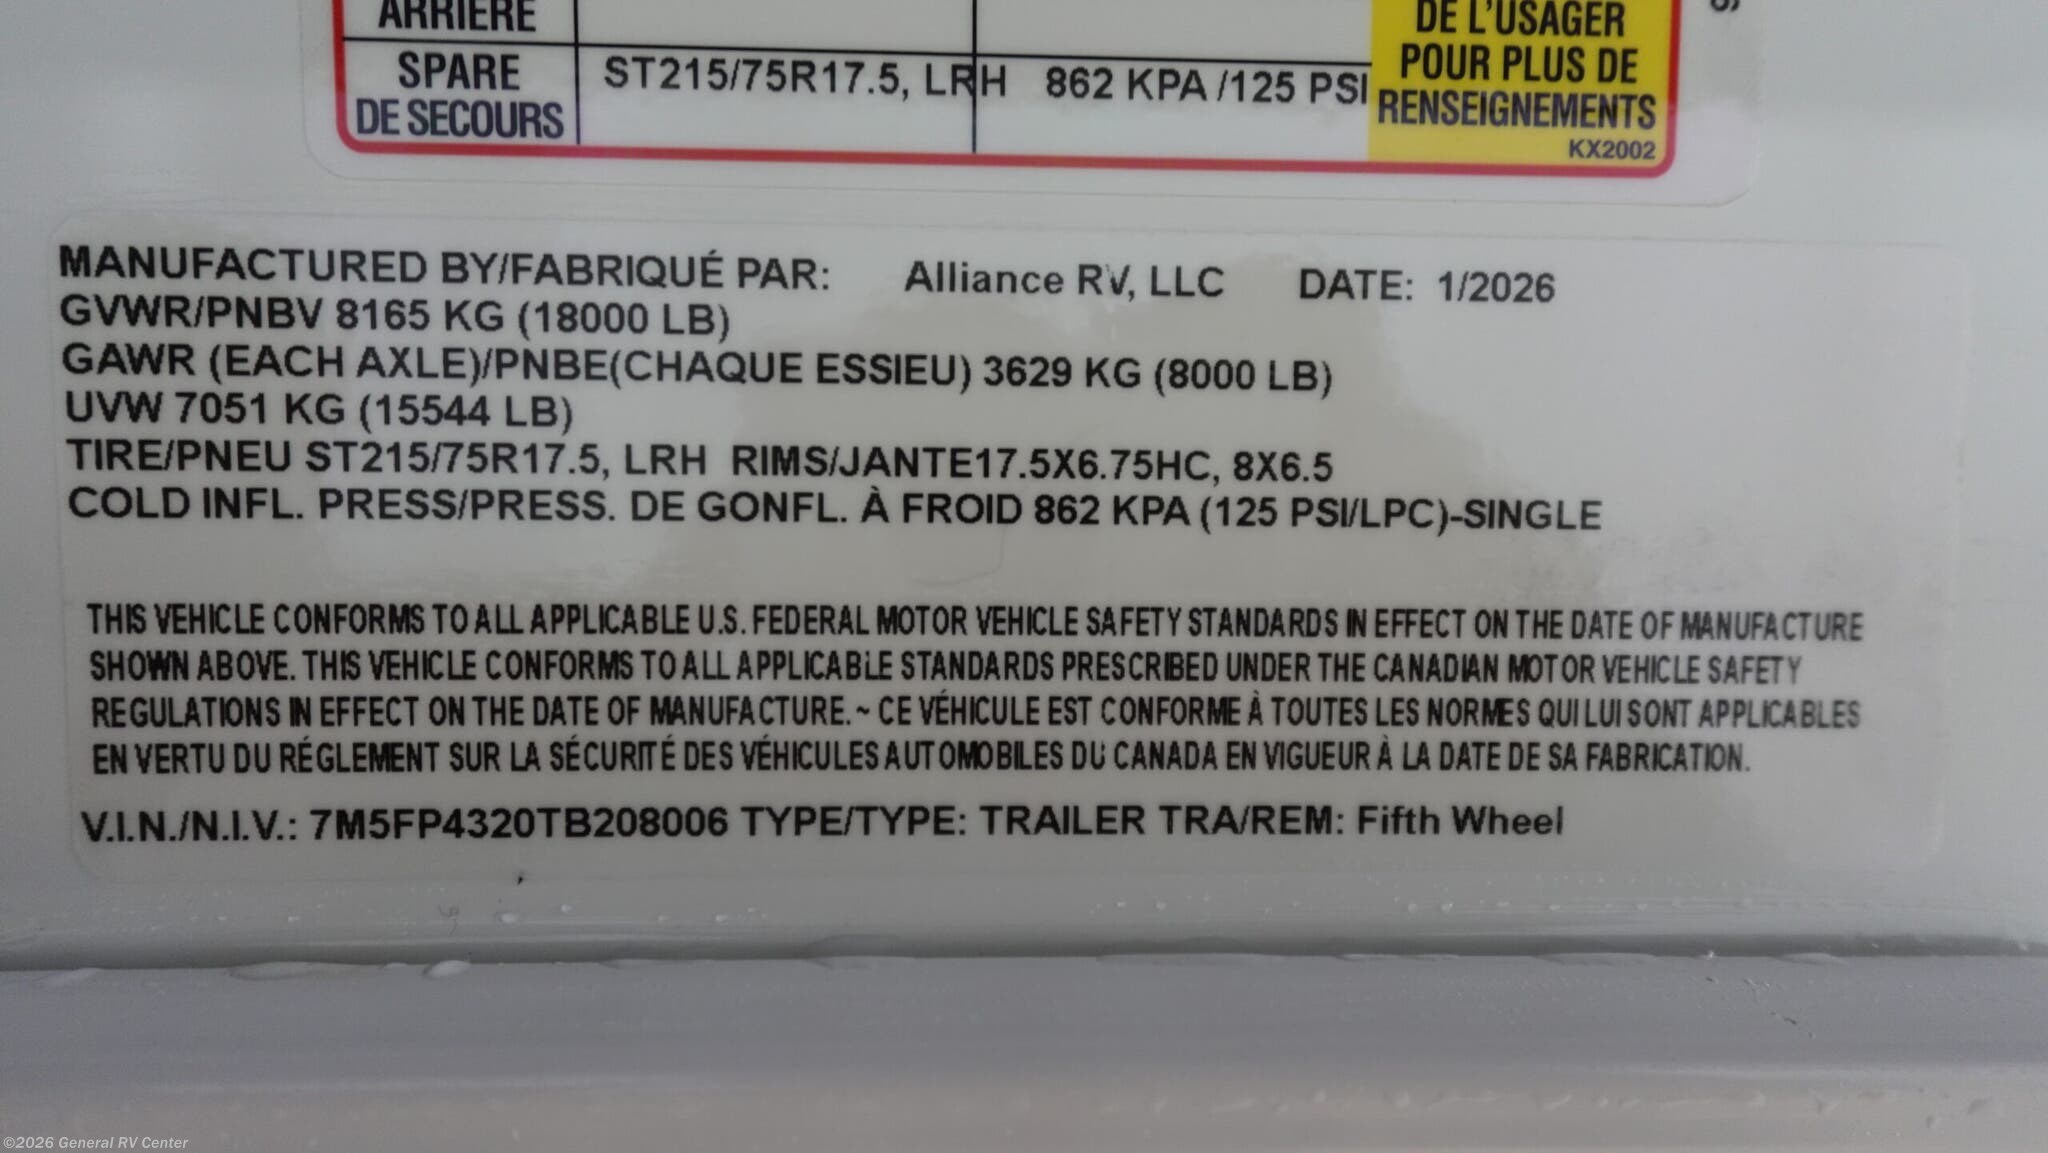 ARRIERE
SPARE
DE SECOURS
ST215/75R17.5, LRH 862 KPA /125 PSI
DE L'USAGER
POUR PLUS DE
RENSEIGNEMENTS
KX2002
MANUFACTURED BY/FABRIQUÉ PAR: Alliance RV, LLC DATE: 1/2026
GVWR/PNBV 8165 KG (18000 LB)
GAWR (EACH AXLE)/PNBE(CHAQUE ESSIEU) 3629 KG (8000 LB)
UVW 7051 KG (15544 LB)
TIRE/PNEU ST215/75R17.5, LRH RIMS/JANTE17.5X6.75HC, 8X6.5
COLD INFL. PRESS/PRESS. DE GONFL. À FROID 862 KPA (125 PSI/LPC)-SINGLE
THIS VEHICLE CONFORMS TO ALL APPLICABLE U.S. FEDERAL MOTOR VEHICLE SAFETY STANDARDS IN EFFECT ON THE DATE OF MANUFACTURE
SHOWN ABOVE. THIS VEHICLE CONFORMS TO ALL APPLICABLE STANDARDS PRESCRIBED UNDER THE CANADIAN MOTOR VEHICLE SAFETY
REGULATIONS IN EFFECT ON THE DATE OF MANUFACTURE. ~ CE VÉHICULE EST CONFORME À TOUTES LES NORMES QUI LUI SONT APPLICABLES
EN VERTU DU RÉGLEMENT SUR LA SÉCURITÉ DES VÉHICULES AUTOMOBILES DU CANADA EN VIGUEUR À LA DATE DE SA FABRICATION.
V.I.N./N.I.V.: 7M5FP4320TB208006 TYPE/TYPE: TRAILER TRA/REM: Fifth Wheel
©2026 General RV Center